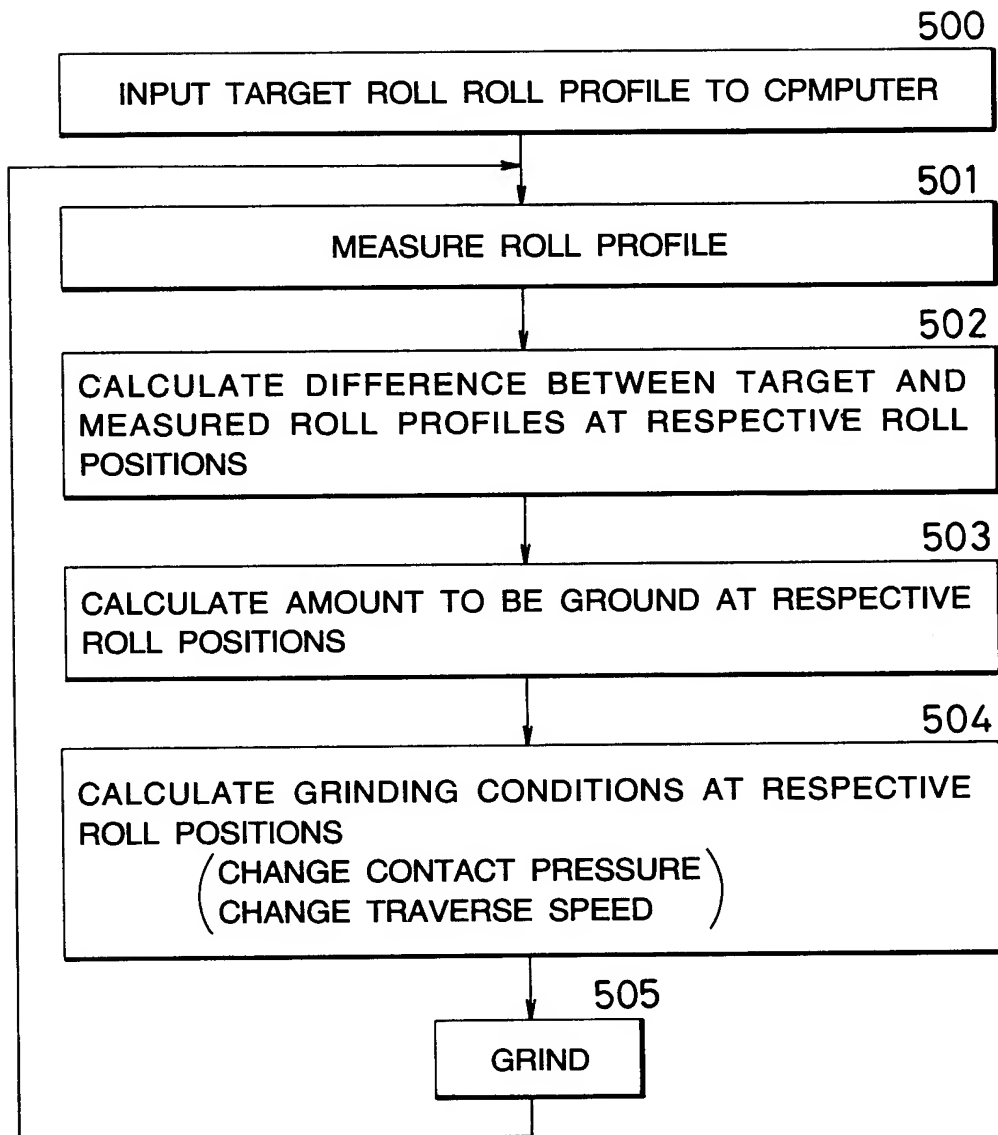 500
INPUT TARGET ROLL ROLL PROFILE TO CPMPUTER
501
MEASURE ROLL PROFILE
502
CALCULATE DIFFERENCE BETWEEN TARGET AND
MEASURED ROLL PROFILES AT RESPECTIVE ROLL
POSITIONS
503
CALCULATE AMOUNT TO BE GROUND AT RESPECTIVE
ROLL POSITIONS
504
CALCULATE GRINDING CONDITIONS AT RESPECTIVE
ROLL POSITIONS
(CHANGE CONTACT PRESSURE
CHANGE TRAVERSE SPEED)
505
GRIND